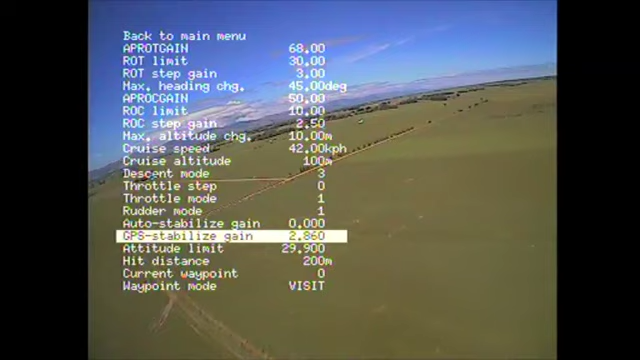 Back to main menu
APROTGAIN 68.00
ROT limit 30.00
ROT step gain 3.00
Max. heading chg. 45.00deg
APROCGAIN 50.00
ROC limit 10.00
ROC step gain 2.50
Max. altitude chg. 10.00m
Cruise speed 42.00kph
Cruise altitude 100m
Descent mode 3
Throttle step 0
Throttle mode 1
Rudder mode 1
Auto-stabilize gain 0.000
GPS-stabilize gain 2.860
Attitude limit 29.900
Hit distance 200m
Current waypoint 0
Waypoint mode VISIT